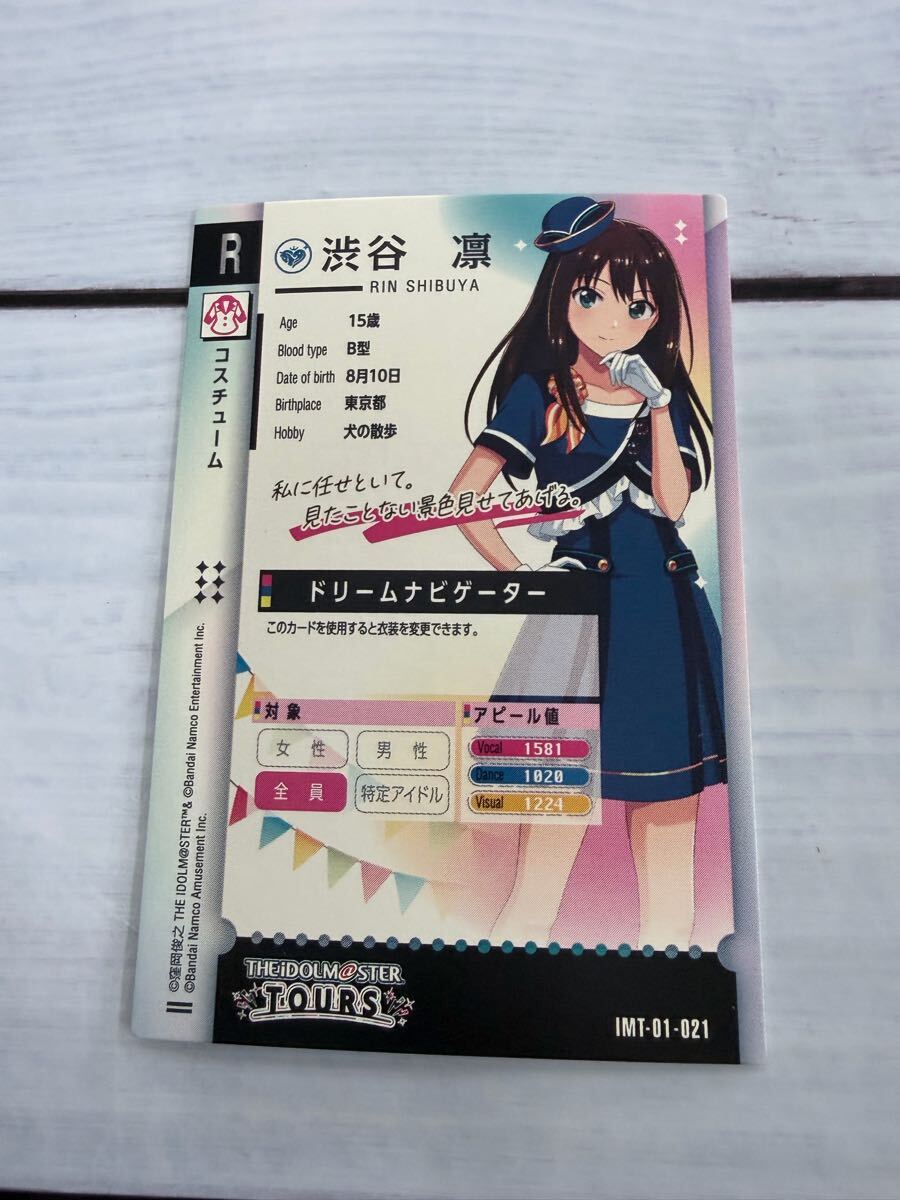 R
コスチューム
渋谷 凛
RIN SHIBUYA
Age 15歳
Blood type B型
Date of birth 8月10日
Birthplace 東京都
Hobby 犬の散歩
私に任せといて。
見たことない景色見せてあげる。
ドリームナビゲーター
このカードを使用すると衣装を変更できます。
対象
女性 男性
全員 特定アイドル
アピール値
Vocal 1581
Dance 1020
Visual 1224
©窪岡俊之 THE IDOLM@STER™& ©Bandai Namco Entertainment Inc.
©Bandai Namco Amusement Inc.
THE iDOLM@STER
TOURS
IMT-01-021